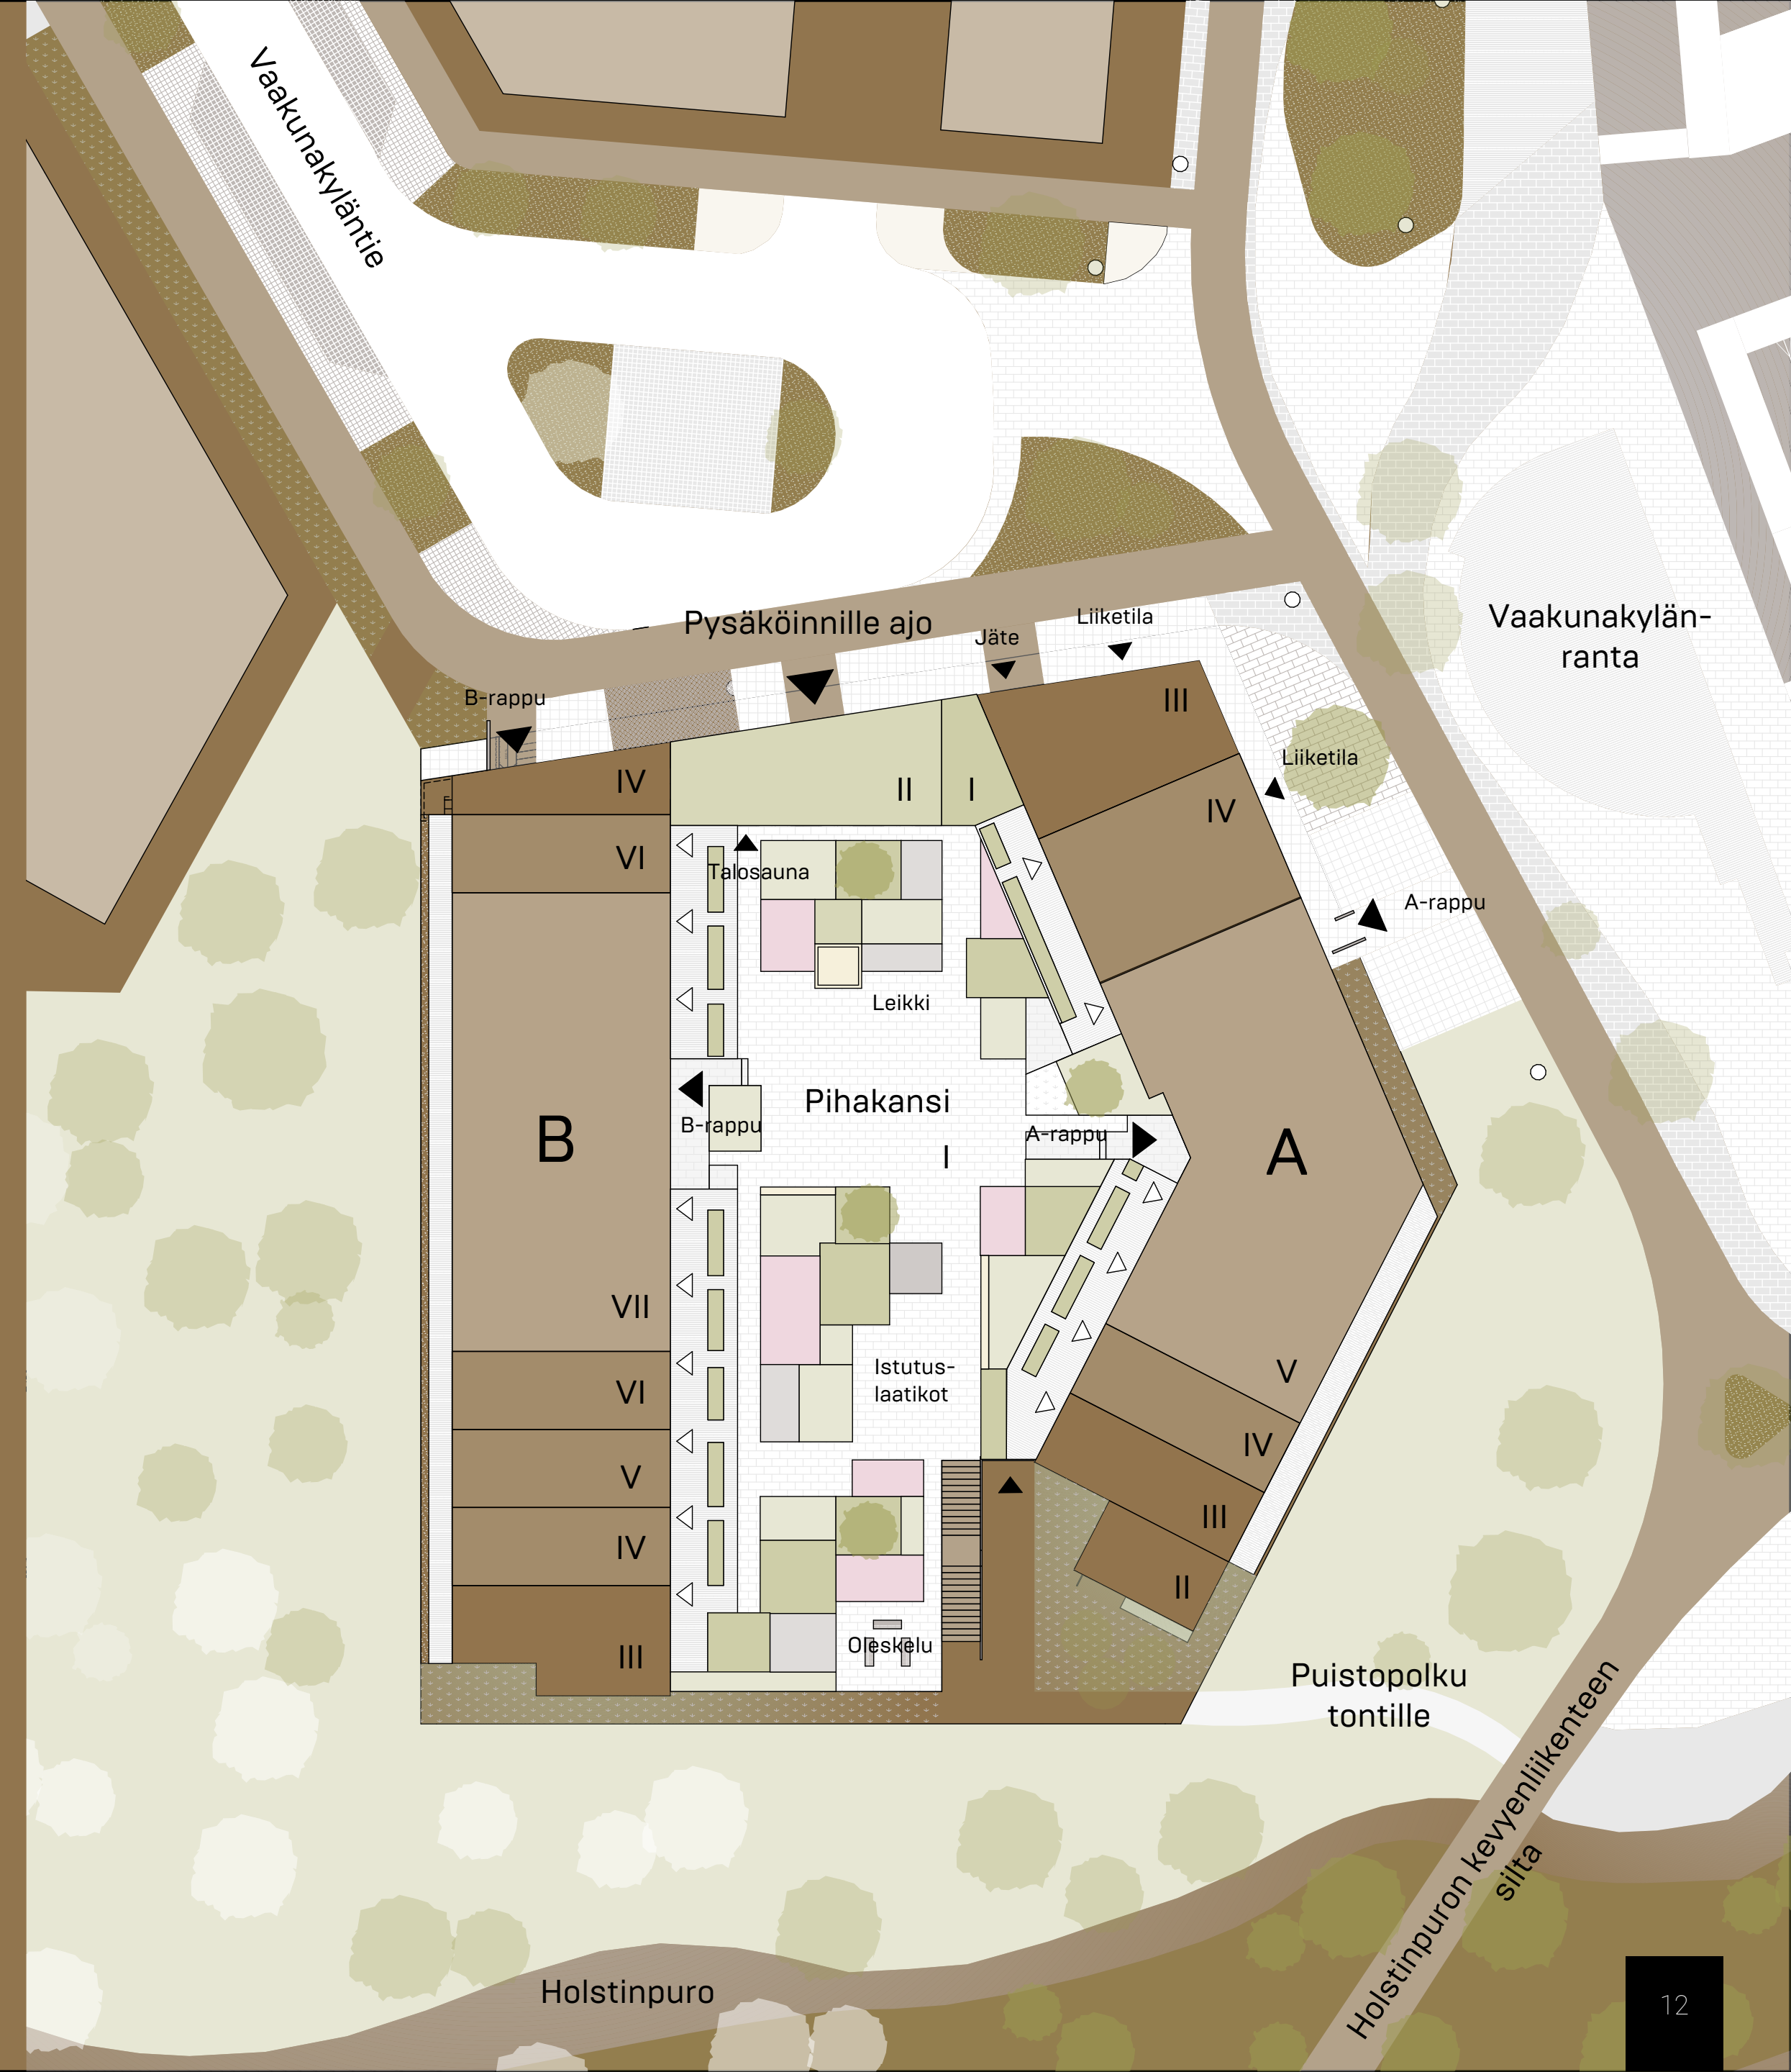 Vaakunakyläntie
Pysäköinnille ajo
Jäte
Liiketila
B-rappu
Vaakunakylän-
ranta
III
IV
II
I
Liiketila
IV
VI
Talosauna
A-rappu
Leikki
Pihakansi
B-rappu
A-rappu
B
I
A
VII
Istutus-
laatikot
V
VI
IV
V
III
IV
II
III
Oleskelu
Puistopolku
tontille
Holstinpuron kevyenliikenteen
silta
Holstinpuro
12